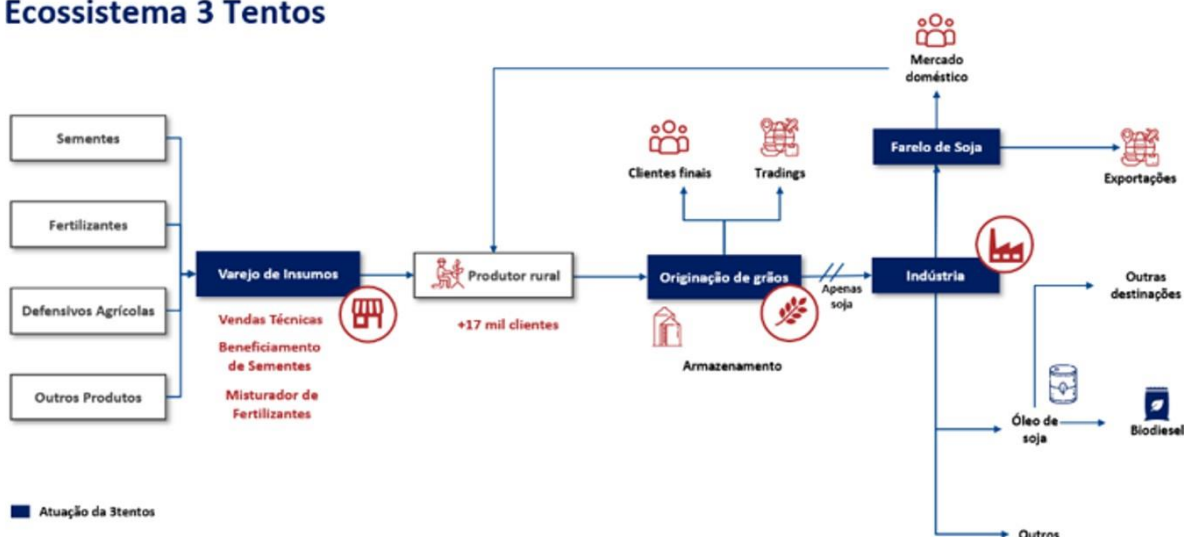 Ecossistema 3 Tentos
Mercado
doméstico
Sementes
Farelo de Soja
Clientes finais
Tradings
Exportações
Fertilizantes
Varejo de Insumos
Produtor rural
Originação de grãos
Apenas
soja
Indústria
Outras
destinações
Defensivos Agrícolas
Vendas Técnicas
+17 mil clientes
Beneficiamento
de Sementes
Armazenamento
Outros Produtos
Misturador de
Fertilizantes
Óleo de
soja
Biodiesel
Atuação da 3tentos
Outros